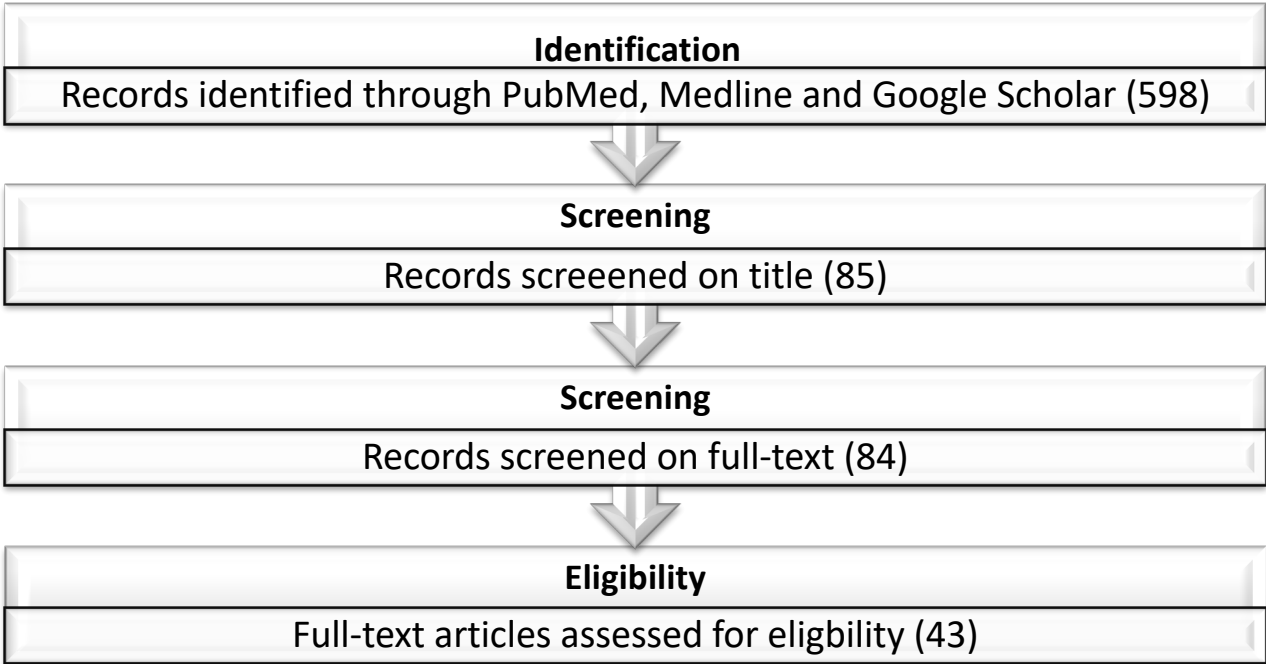 Identification
Records identified through PubMed, Medline and Google Scholar (598)
Screening
Records screeened on title (85)
Screening
Records screened on full-text (84)
Eligibility
Full-text articles assessed for eligbility (43)